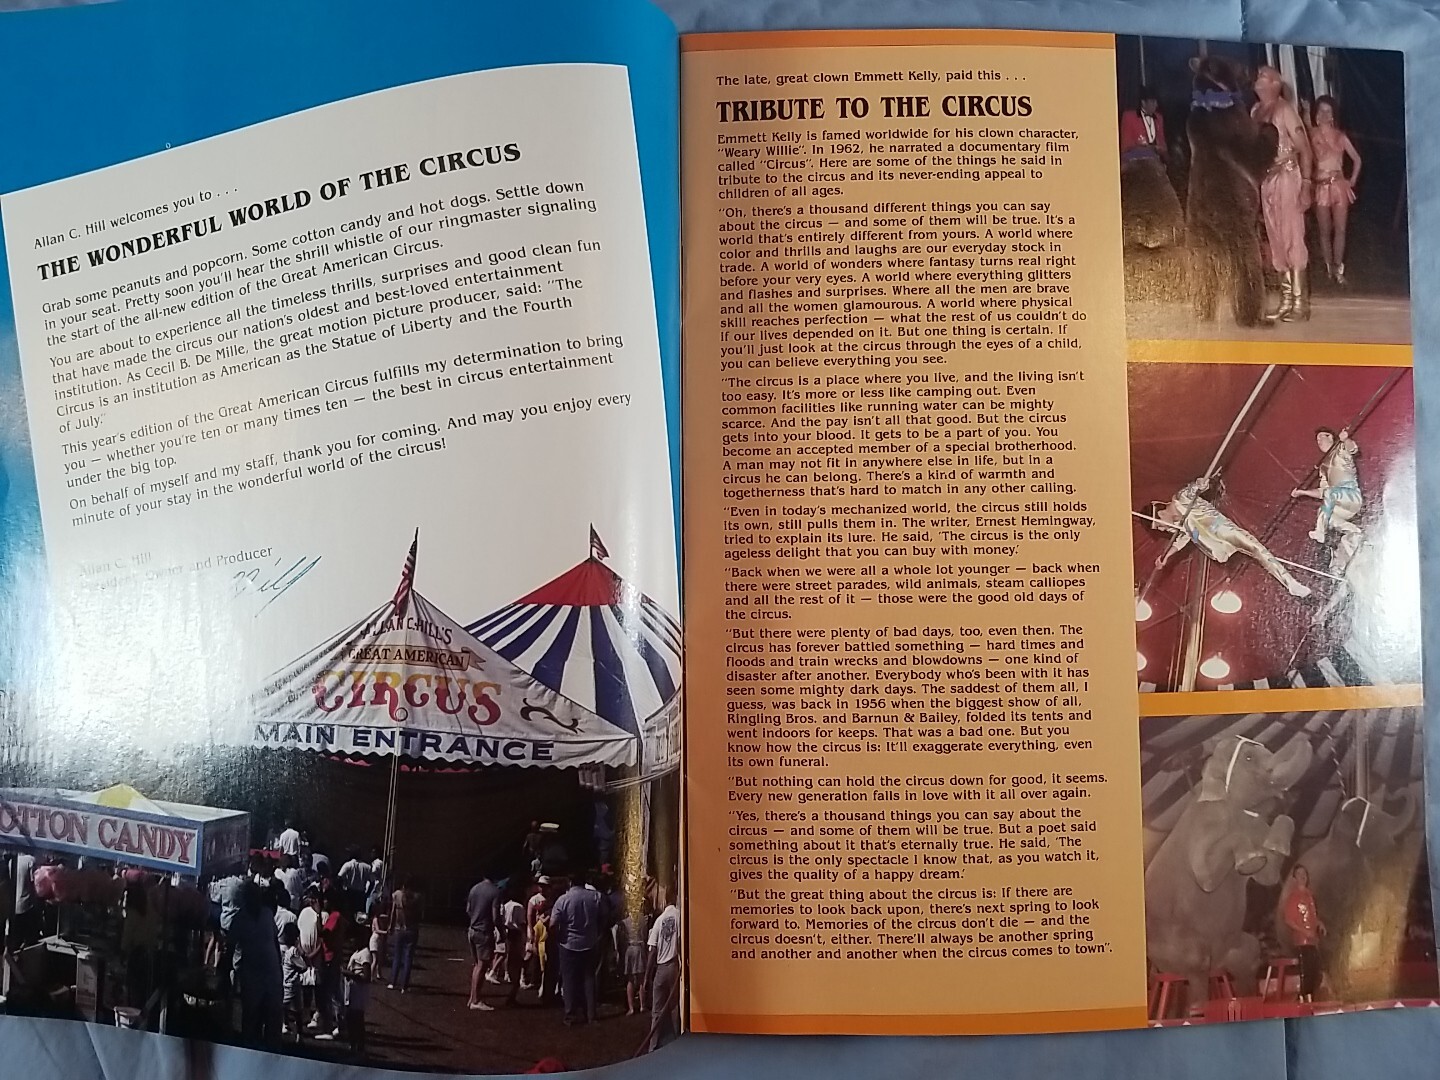 Allan C. Hill welcomes you to . . .
THE WONDERFUL WORLD OF THE CIRCUS
Grab some peanuts and popcorn. Some cotton candy and hot dogs. Settle down
in your seat. Pretty soon you'll hear the shrill whistle of our ringmaster signaling
the start of the all-new edition of the Great American Circus.
You are about to experience all the timeless thrills, surprises and good clean fun
that have made the circus our nation's oldest and best-loved entertainment
institution. As Cecil B. De Mille, the great motion picture producer, said: "The
Circus is an institution as American as the Statue of Liberty and the Fourth
of July."
This year's edition of the Great American Circus fulfills my determination to bring
you — whether you're ten or many times ten — the best in circus entertainment
under the big top.
On behalf of myself and my staff, thank you for coming. And may you enjoy every
minute of your stay in the wonderful world of the circus!
Allan C. Hill
President, Owner and Producer
ALLAN C. HILL'S
GREAT AMERICAN
CIRCUS
MAIN ENTRANCE
COTTON CANDY
The late, great clown Emmett Kelly, paid this . . .
TRIBUTE TO THE CIRCUS
Emmett Kelly is famed worldwide for his clown character,
"Weary Willie". In 1962, he narrated a documentary film
called "Circus". Here are some of the things he said in
tribute to the circus and its never-ending appeal to
children of all ages.
"Oh, there's a thousand different things you can say
about the circus — and some of them will be true. It's a
world that's entirely different from yours. A world where
color and thrills and laughs are our everyday stock in
trade. A world of wonders where fantasy turns real right
before your very eyes. A world where everything glitters
and flashes and surprises. Where all the men are brave
and all the women glamourous. A world where physical
skill reaches perfection — what the rest of us couldn't do
if our lives depended on it. But one thing is certain. If
you'll just look at the circus through the eyes of a child,
you can believe everything you see.
"The circus is a place where you live, and the living isn't
too easy. It's more or less like camping out. Even
common facilities like running water can be mighty
scarce. And the pay isn't all that good. But the circus
gets into your blood. It gets to be a part of you. You
become an accepted member of a special brotherhood.
A man may not fit in anywhere else in life, but in a
circus he can belong. There's a kind of warmth and
togetherness that's hard to match in any other calling.
"Even in today's mechanized world, the circus still holds
its own, still pulls them in. The writer, Ernest Hemingway,
tried to explain its lure. He said, 'The circus is the only
ageless delight that you can buy with money.'
"Back when we were all a whole lot younger — back when
there were street parades, wild animals, steam calliopes
and all the rest of it — those were the good old days of
the circus.
"But there were plenty of bad days, too, even then. The
circus has forever battled something — hard times and
floods and train wrecks and blowdowns — one kind of
disaster after another. Everybody who's been with it has
seen some mighty dark days. The saddest of them all, I
guess, was back in 1956 when the biggest show of all,
Ringling Bros. and Barnun & Bailey, folded its tents and
went indoors for keeps. That was a bad one. But you
know how the circus is: It'll exaggerate everything, even
its own funeral.
"But nothing can hold the circus down for good, it seems.
Every new generation falls in love with it all over again.
"Yes, there's a thousand things you can say about the
circus — and some of them will be true. But a poet said
something about it that's eternally true. He said, 'The
circus is the only spectacle I know that, as you watch it,
gives the quality of a happy dream.'
"But the great thing about the circus is: If there are
memories to look back upon, there's next spring to look
forward to. Memories of the circus don't die — and the
circus doesn't, either. There'll always be another spring
and another and another when the circus comes to town".